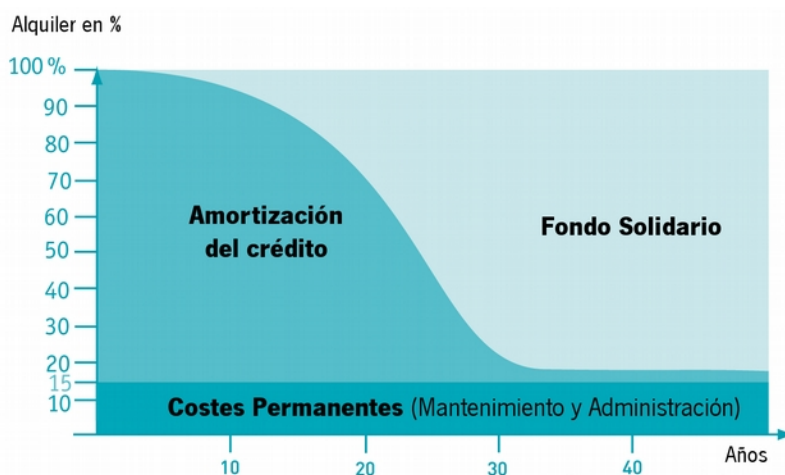 Alquiler en %
100 %
90
80
70
60
50
40
30
20
15
10
Amortización
del crédito
Fondo Solidario
Costes Permanentes (Mantenimiento y Administración)
Años
10
20
30
40